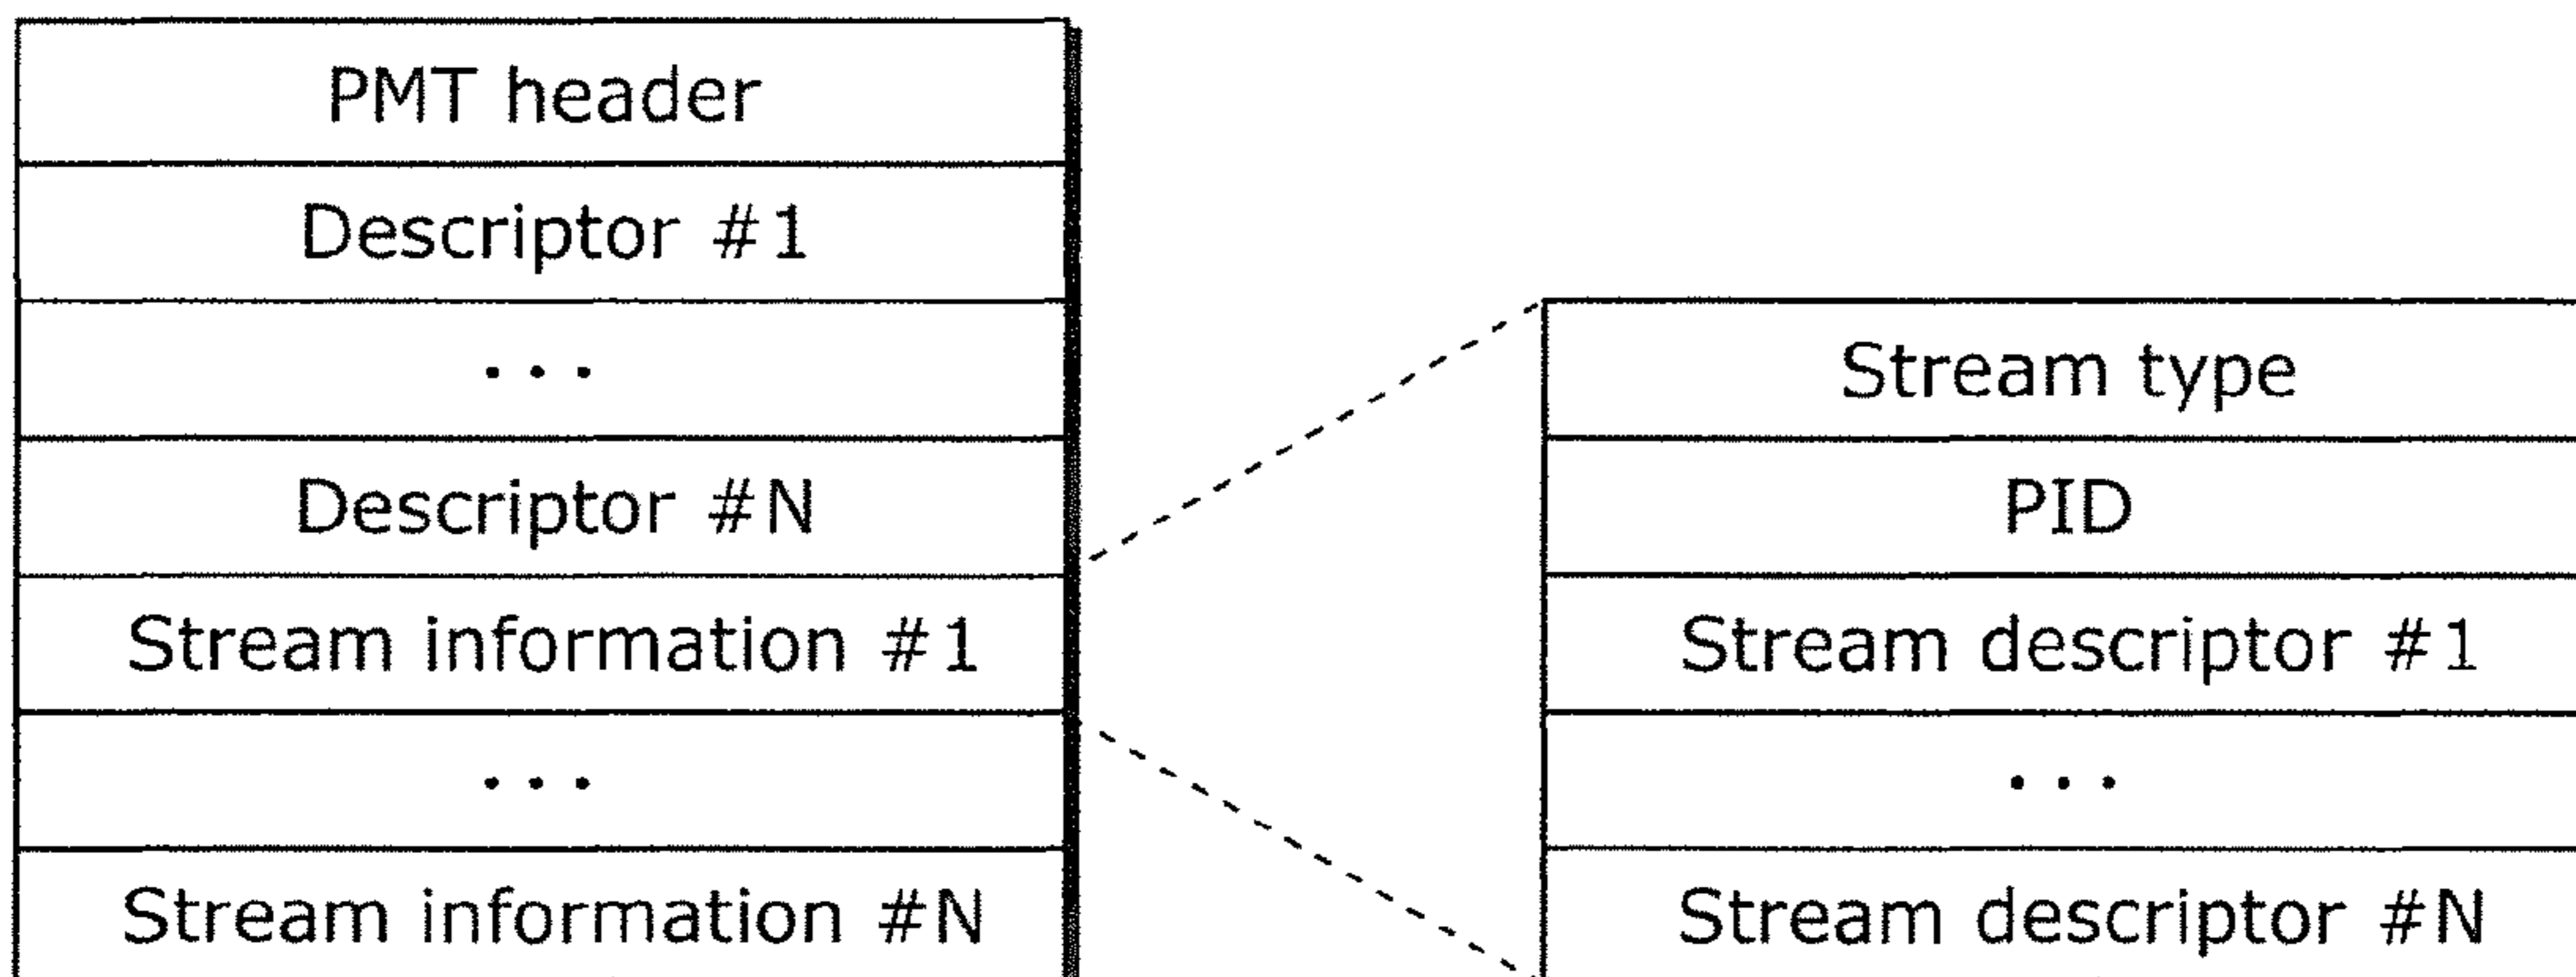 PMT header
Descriptor #1
...
Descriptor #N
Stream information #1
...
Stream information #N
Stream type
PID
Stream descriptor #1
...
Stream descriptor #N